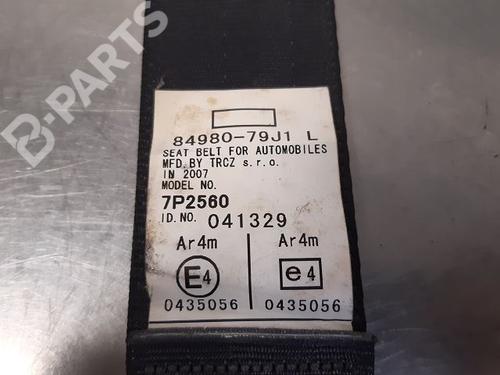 B-PARTS
84980-79J1 L
SEAT BELT FOR AUTOMOBILES
MFD. BY TRCZ s.r.o.
IN 2007
MODEL NO.
7P2560
ID. NO. 041329
Ar4m Ar4m
E4 e4
0435056 0435056